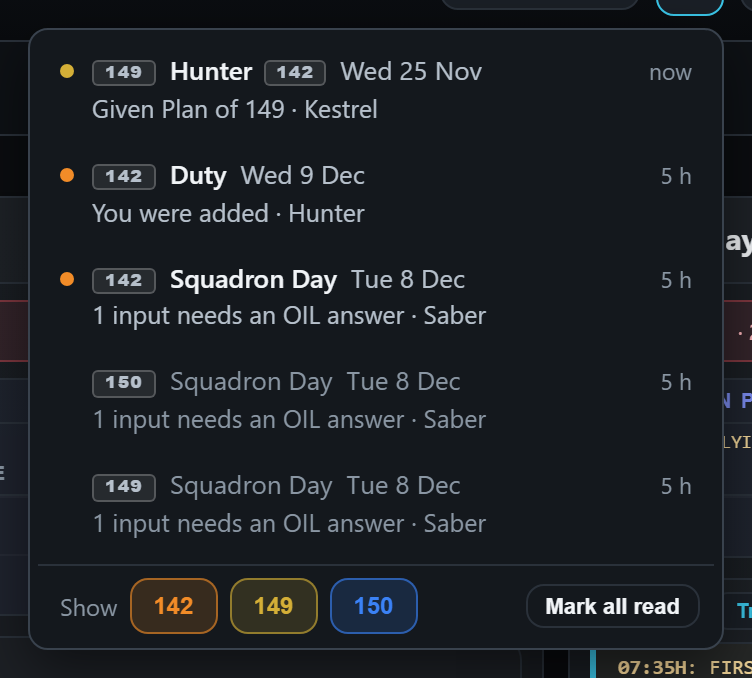 149 Hunter 142 Wed 25 Nov now
Given Plan of 149 · Kestrel
142 Duty Wed 9 Dec 5 h
You were added · Hunter
142 Squadron Day Tue 8 Dec 5 h
1 input needs an OIL answer · Saber
150 Squadron Day Tue 8 Dec 5 h
1 input needs an OIL answer · Saber
149 Squadron Day Tue 8 Dec 5 h
1 input needs an OIL answer · Saber
Show 142 149 150 Mark all read
07:35H: FIRS